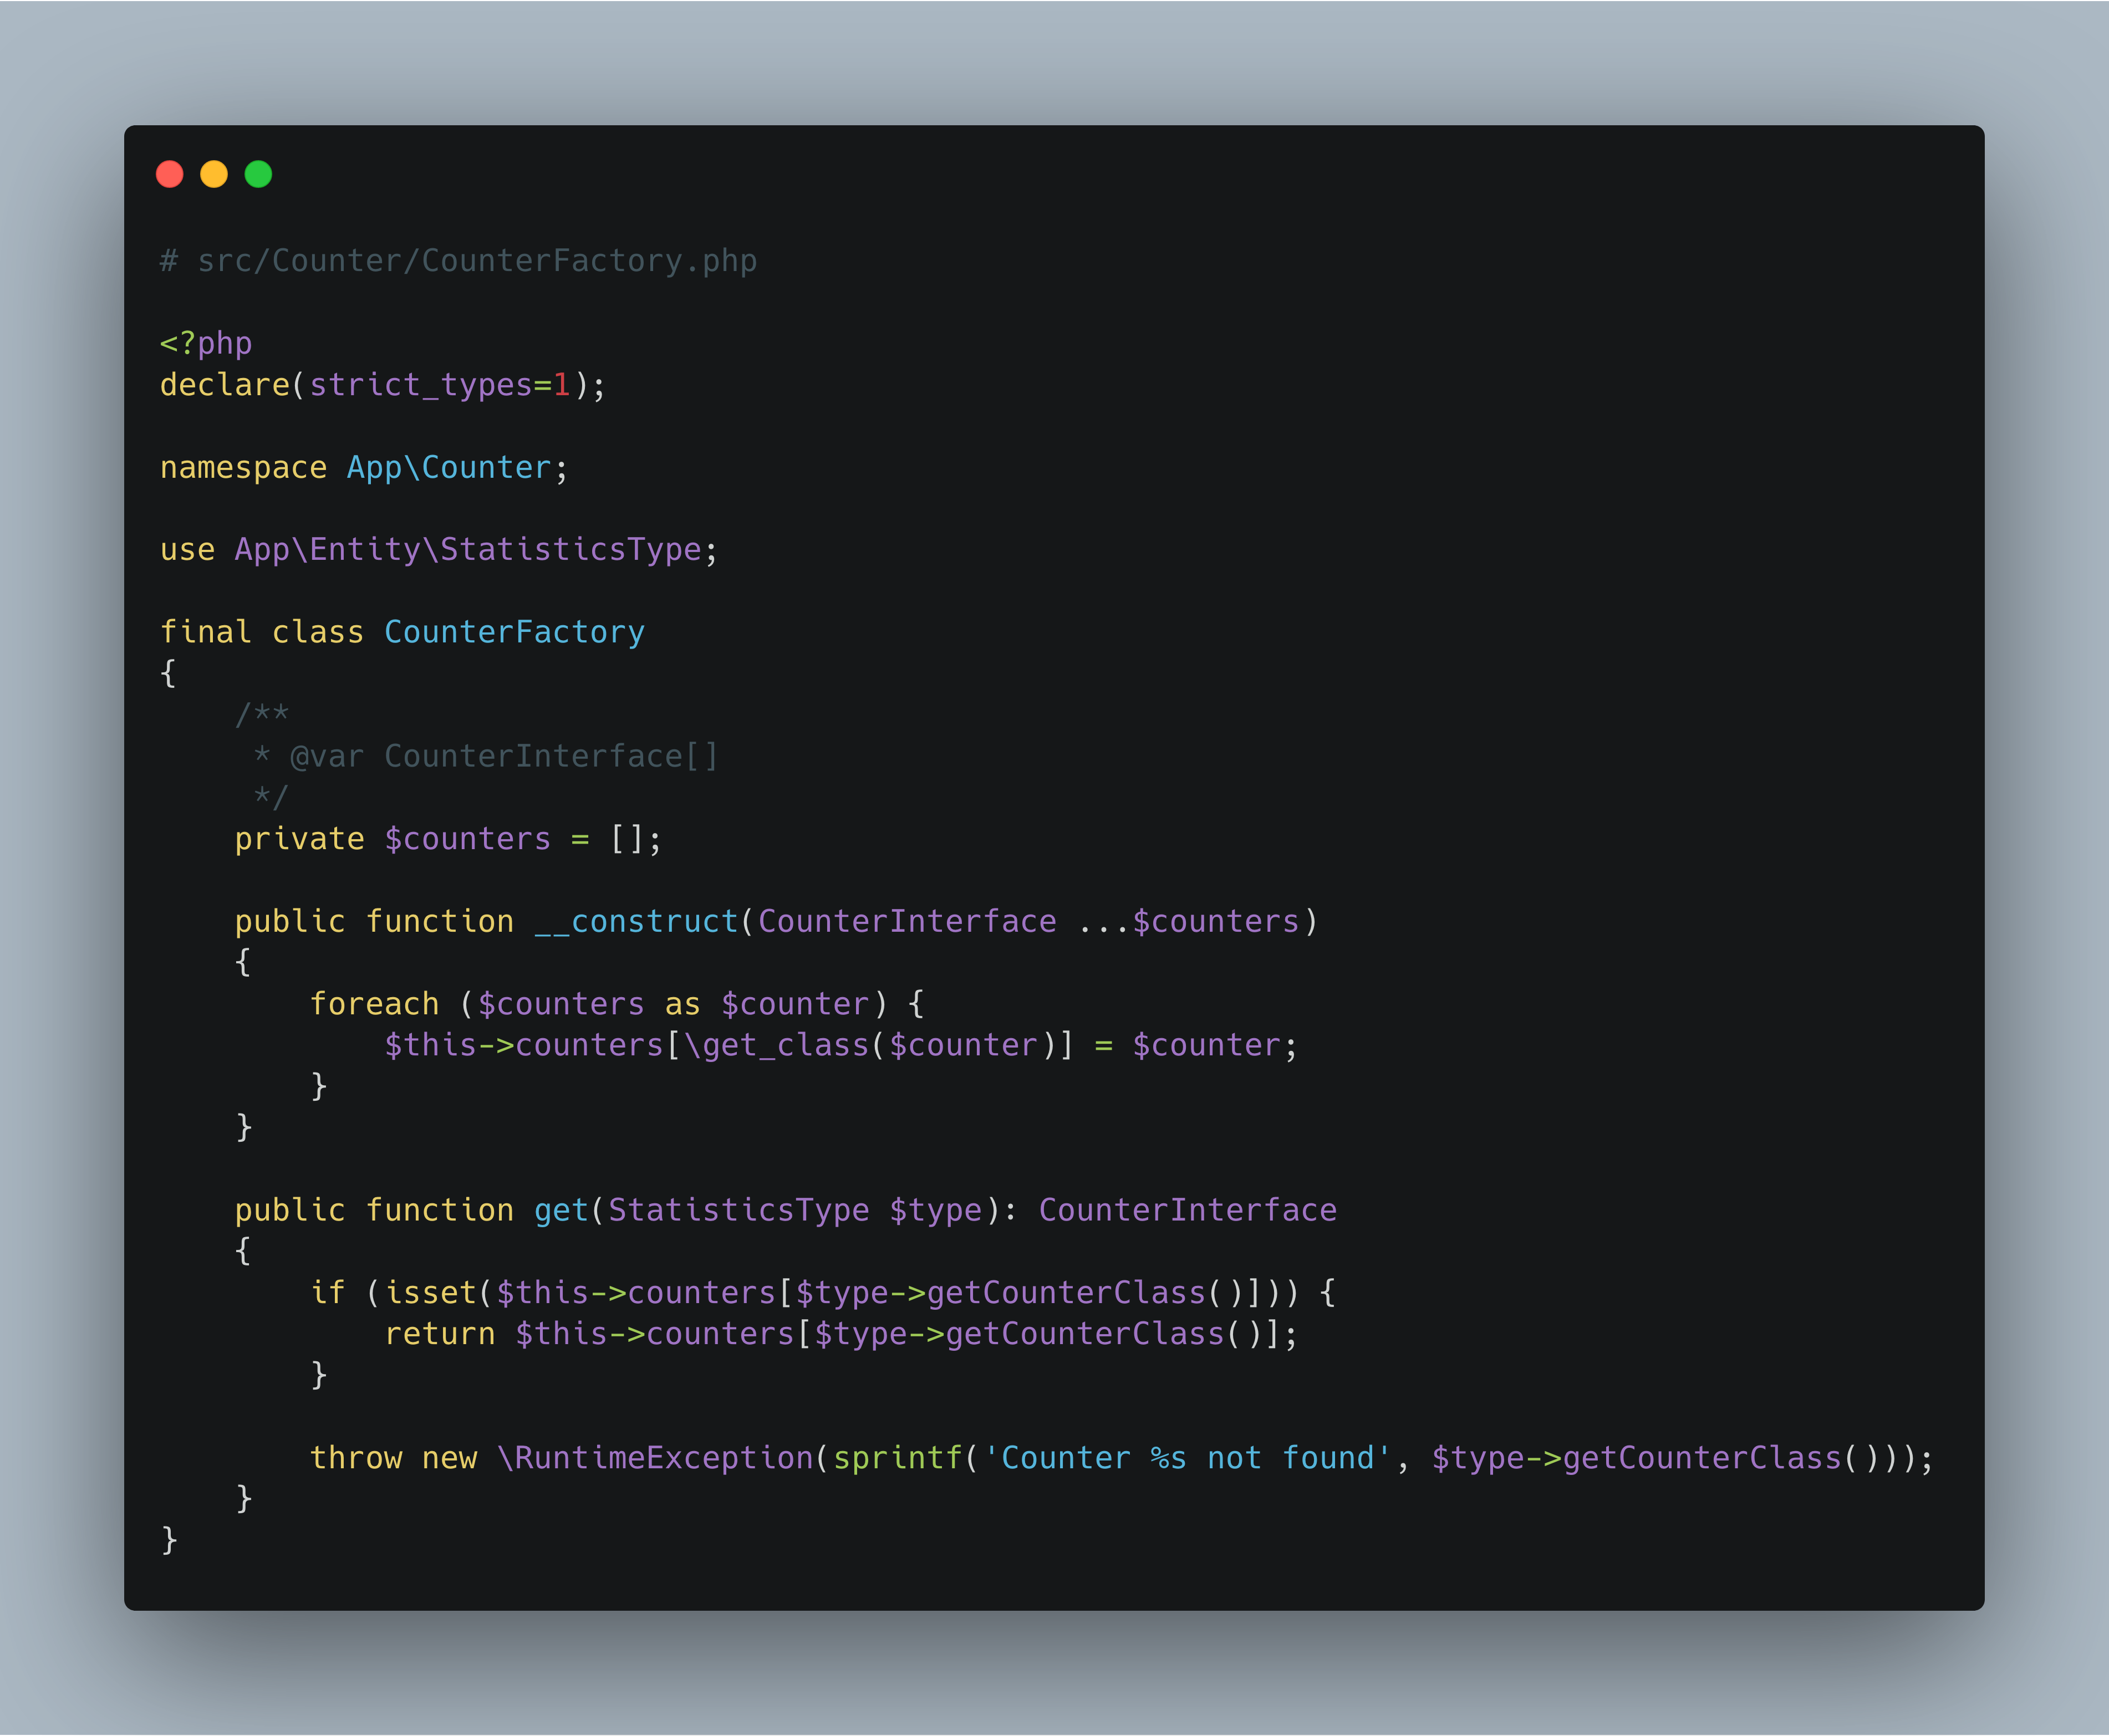 # src/Counter/CounterFactory.php
<?php
declare(strict_types=1);
namespace App\Counter;
use App\Entity\StatisticsType;
final class CounterFactory
{
    /**
     * @var CounterInterface[]
     */
    private $counters = [];
    public function __construct(CounterInterface ...$counters)
    {
        foreach ($counters as $counter) {
            $this->counters[\get_class($counter)] = $counter;
        }
    }
    public function get(StatisticsType $type): CounterInterface
    {
        if (isset($this->counters[$type->getCounterClass()])) {
            return $this->counters[$type->getCounterClass()];
        }
        throw new \RuntimeException(sprintf('Counter %s not found', $type->getCounterClass()));
    }
}